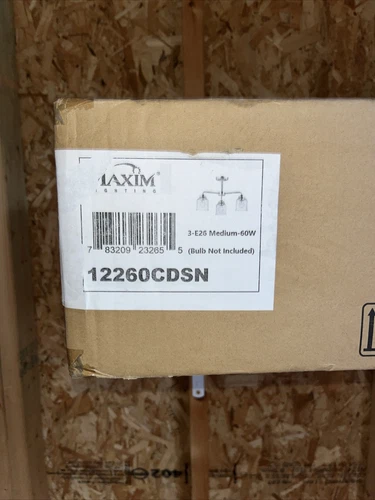 MAXIM
LIGHTING
3-E26 Medium-60W
7 83209 23265 5
(Bulb Not Included)
12260CDSN